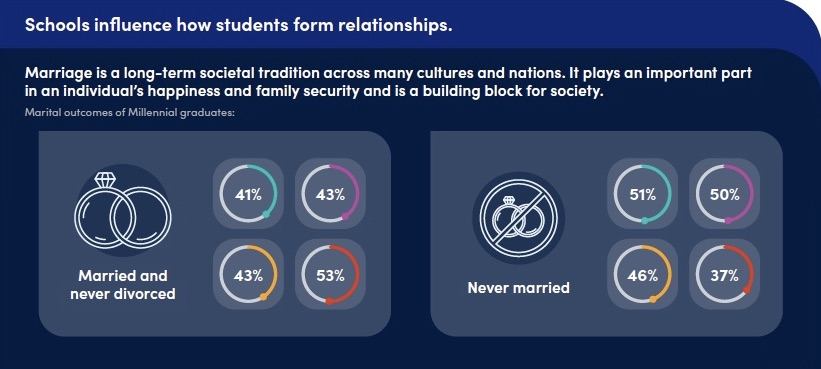 Schools influence how students form relationships.
Marriage is a long-term societal tradition across many cultures and nations. It plays an important part
in an individual’s happiness and family security and is a building block for society.
Marital outcomes of Millennial graduates:
41%
43%
43%
53%
Married and
never divorced
51%
50%
46%
37%
Never married